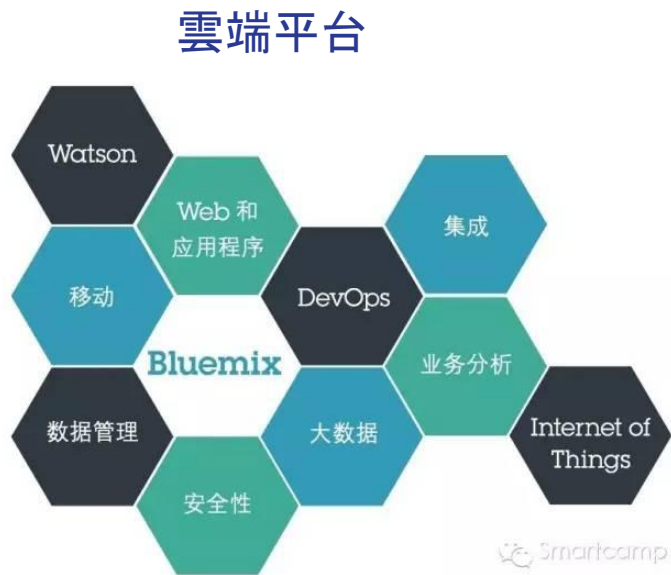 雲端平台
Watson
Web 和
应用程序
集成
移动
DevOps
Bluemix
业务分析
数据管理
大数据
Internet of
Things
安全性
Smartcamp